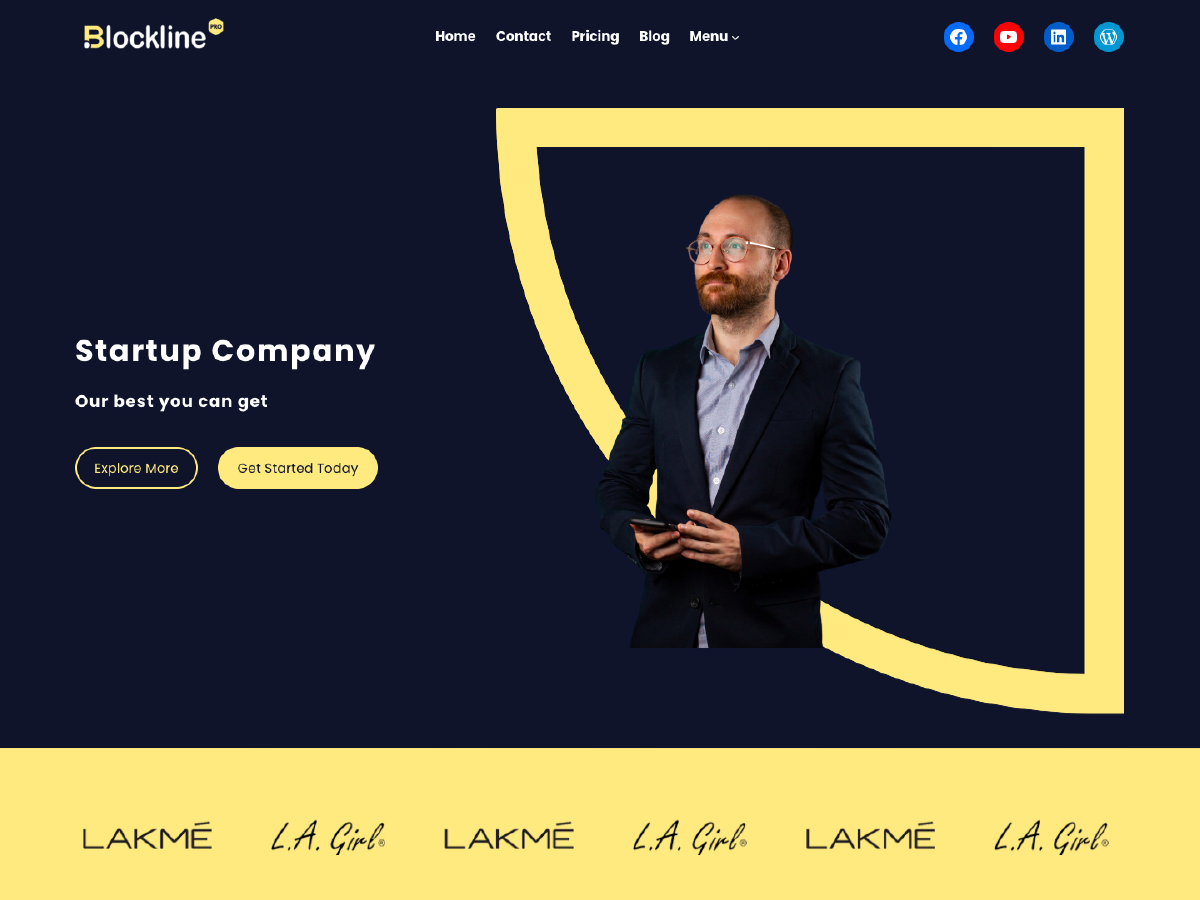 Blockline PRO
Home Contact Pricing Blog Menu
Startup Company
Our best you can get
Explore More Get Started Today
LAKMÉ L.A. Girl® LAKMÉ L.A. Girl® LAKMÉ L.A. Girl®